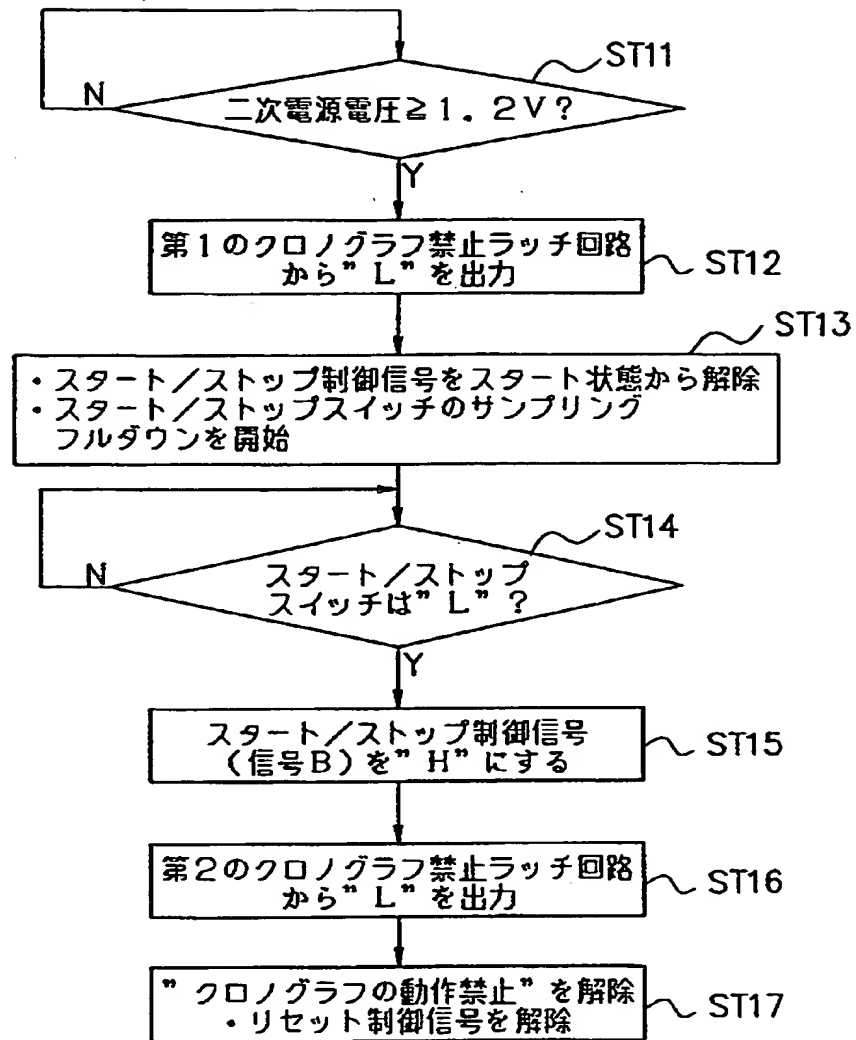 ST11
N
二次電源電圧≧1.2V?
Y
第1のクロノグラフ禁止ラッチ回路
から"L"を出力
ST12
ST13
・スタート/ストップ制御信号をスタート状態から解除
・スタート/ストップスイッチのサンプリング
フルダウンを開始
ST14
N
スタート/ストップ
スイッチは"L"?
Y
スタート/ストップ制御信号
(信号B)を"H"にする
ST15
第2のクロノグラフ禁止ラッチ回路
から"L"を出力
ST16
"クロノグラフの動作禁止"を解除
・リセット制御信号を解除
ST17